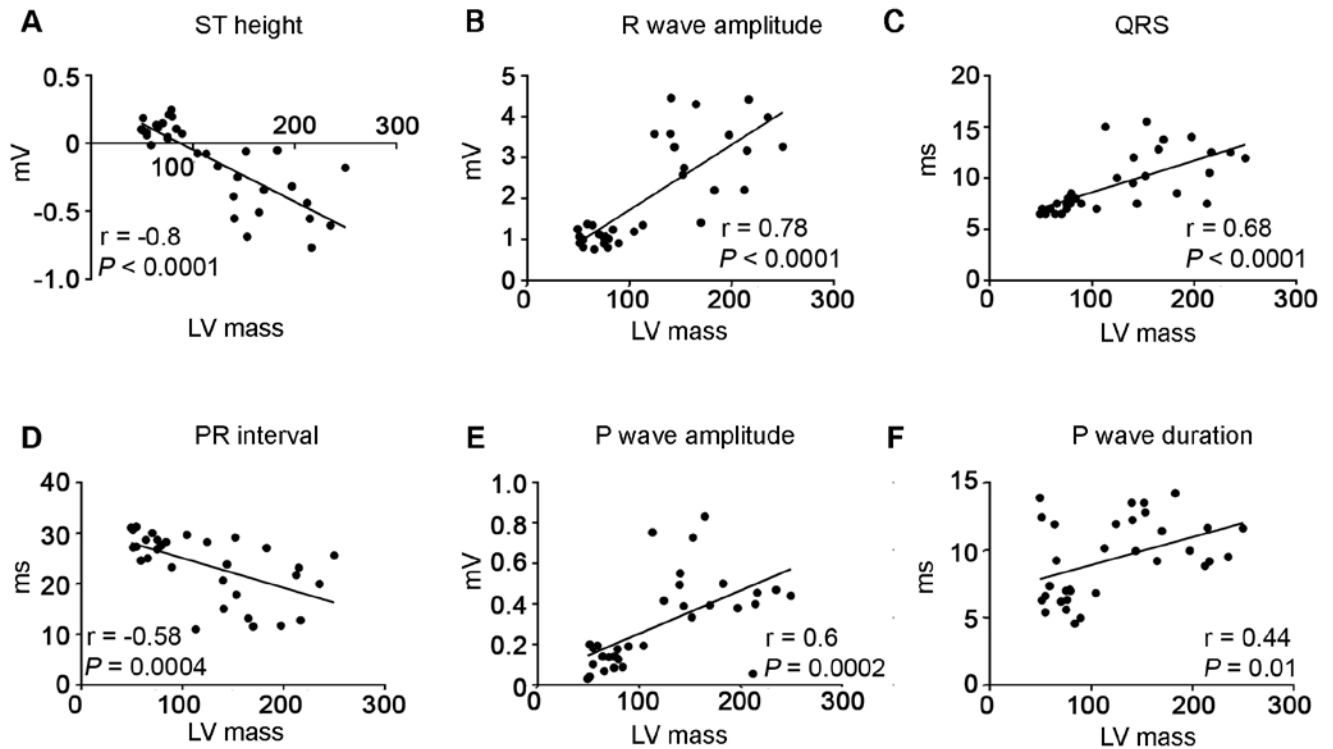 A ST height
0.5
0
-0.5
-1.0
mV
100
200
300
r = -0.8
P < 0.0001
LV mass
B R wave amplitude
5
4
3
2
1
0
mV
r = 0.78
P < 0.0001
0 100 200 300
LV mass
C QRS
20
15
10
5
0
ms
r = 0.68
P < 0.0001
0 100 200 300
LV mass
D PR interval
40
30
20
10
0
ms
r = -0.58
P = 0.0004
0 100 200 300
LV mass
E P wave amplitude
1.0
0.8
0.6
0.4
0.2
0
mV
r = 0.6
P = 0.0002
0 100 200 300
LV mass
F P wave duration
15
10
5
0
ms
r = 0.44
P = 0.01
0 100 200 300
LV mass